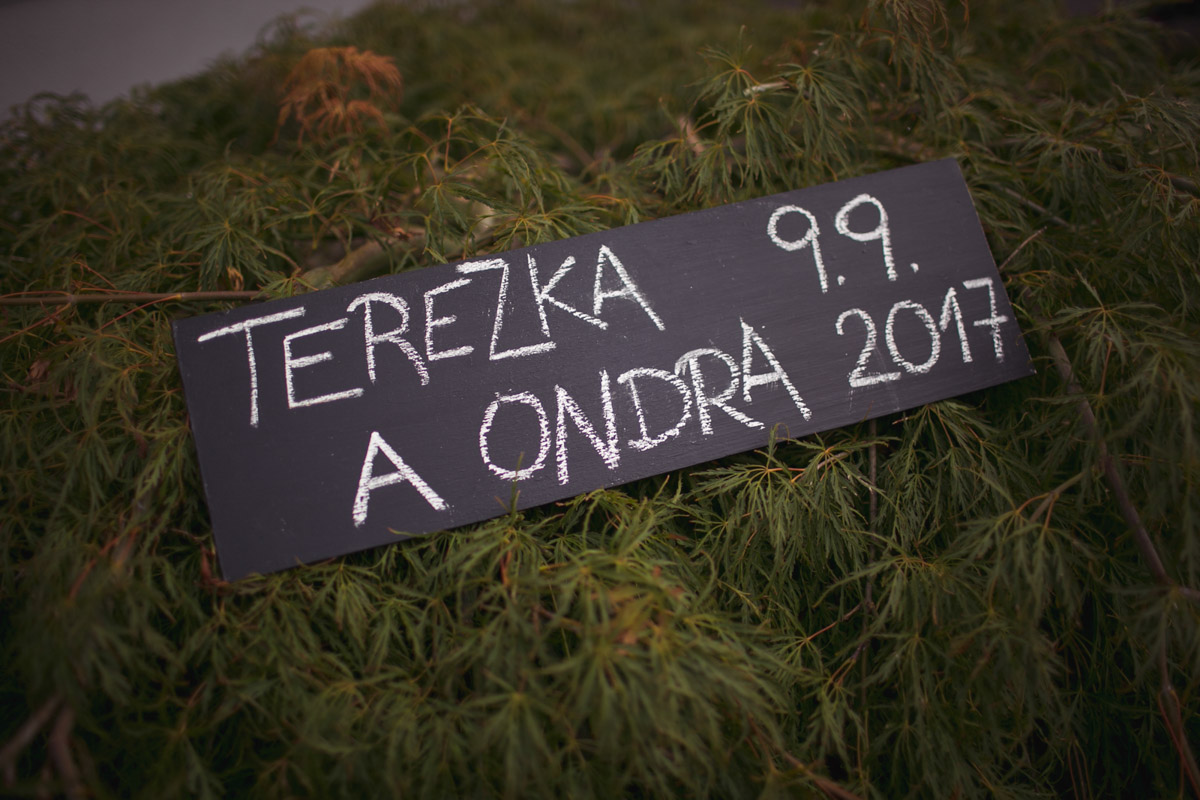 TEREZKA 9.9.
A ONDRA 2017